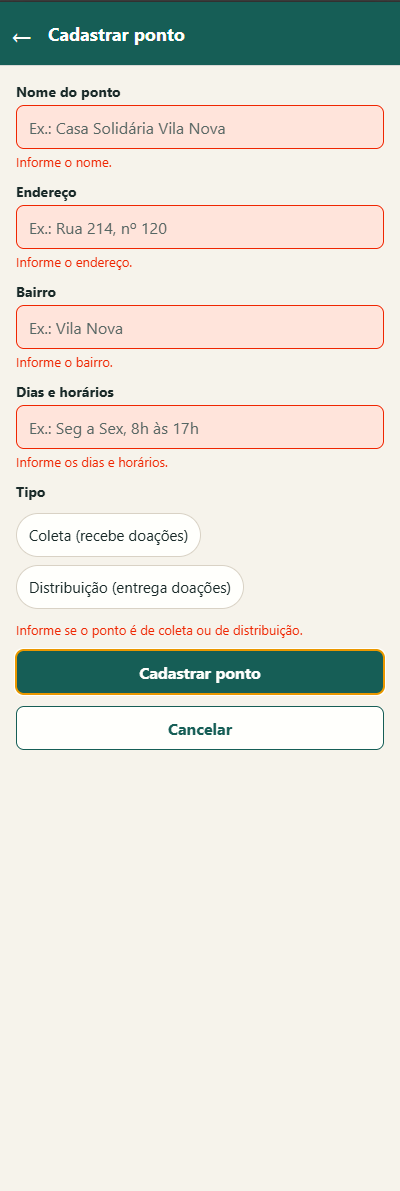 ← Cadastrar ponto
Nome do ponto
Ex.: Casa Solidária Vila Nova
Informe o nome.
Endereço
Ex.: Rua 214, nº 120
Informe o endereço.
Bairro
Ex.: Vila Nova
Informe o bairro.
Dias e horários
Ex.: Seg a Sex, 8h às 17h
Informe os dias e horários.
Tipo
Coleta (recebe doações)
Distribuição (entrega doações)
Informe se o ponto é de coleta ou de distribuição.
Cadastrar ponto
Cancelar